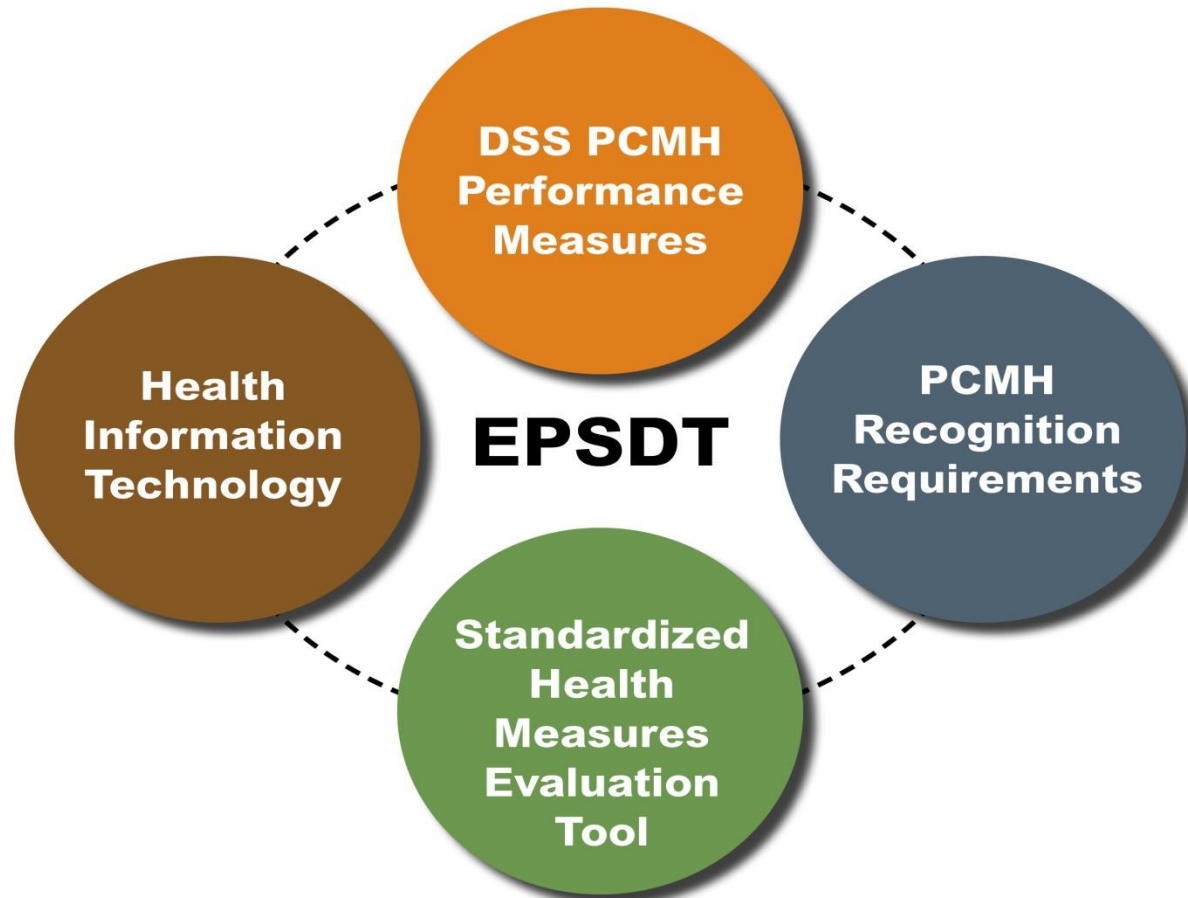 DSS PCMH
Performance
Measures
Health
Information
Technology
EPSDT
PCMH
Recognition
Requirements
Standardized
Health
Measures
Evaluation
Tool